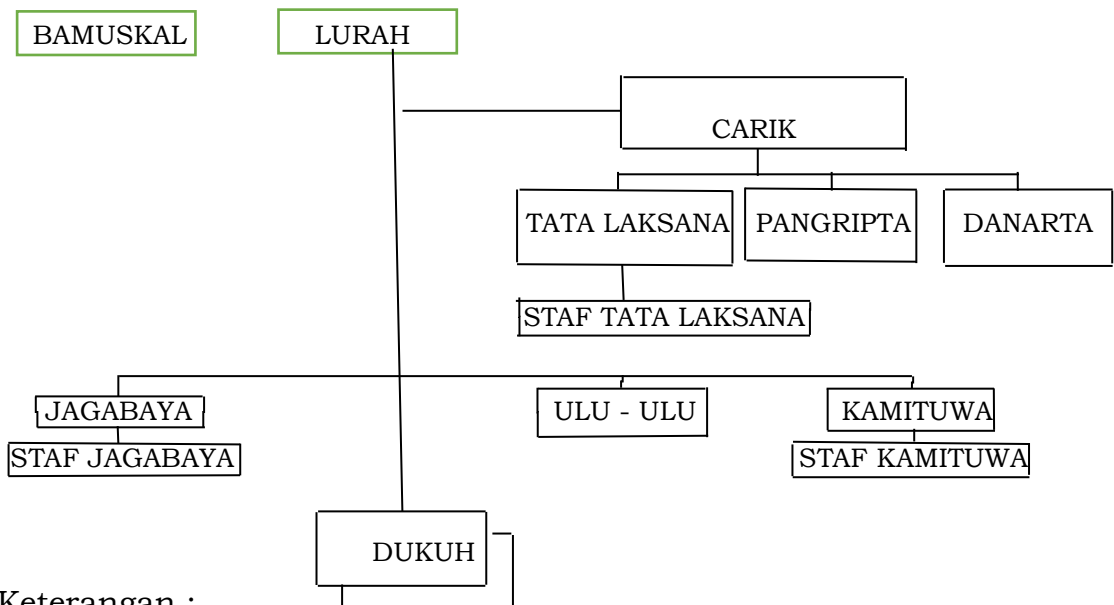 BAMUSKAL
LURAH
CARIK
TATA LAKSANA
PANGRIPTA
DANARTA
STAF TATA LAKSANA
JAGABAYA
ULU - ULU
KAMITUWA
STAF JAGABAYA
STAF KAMITUWA
DUKUH
Keterangan :